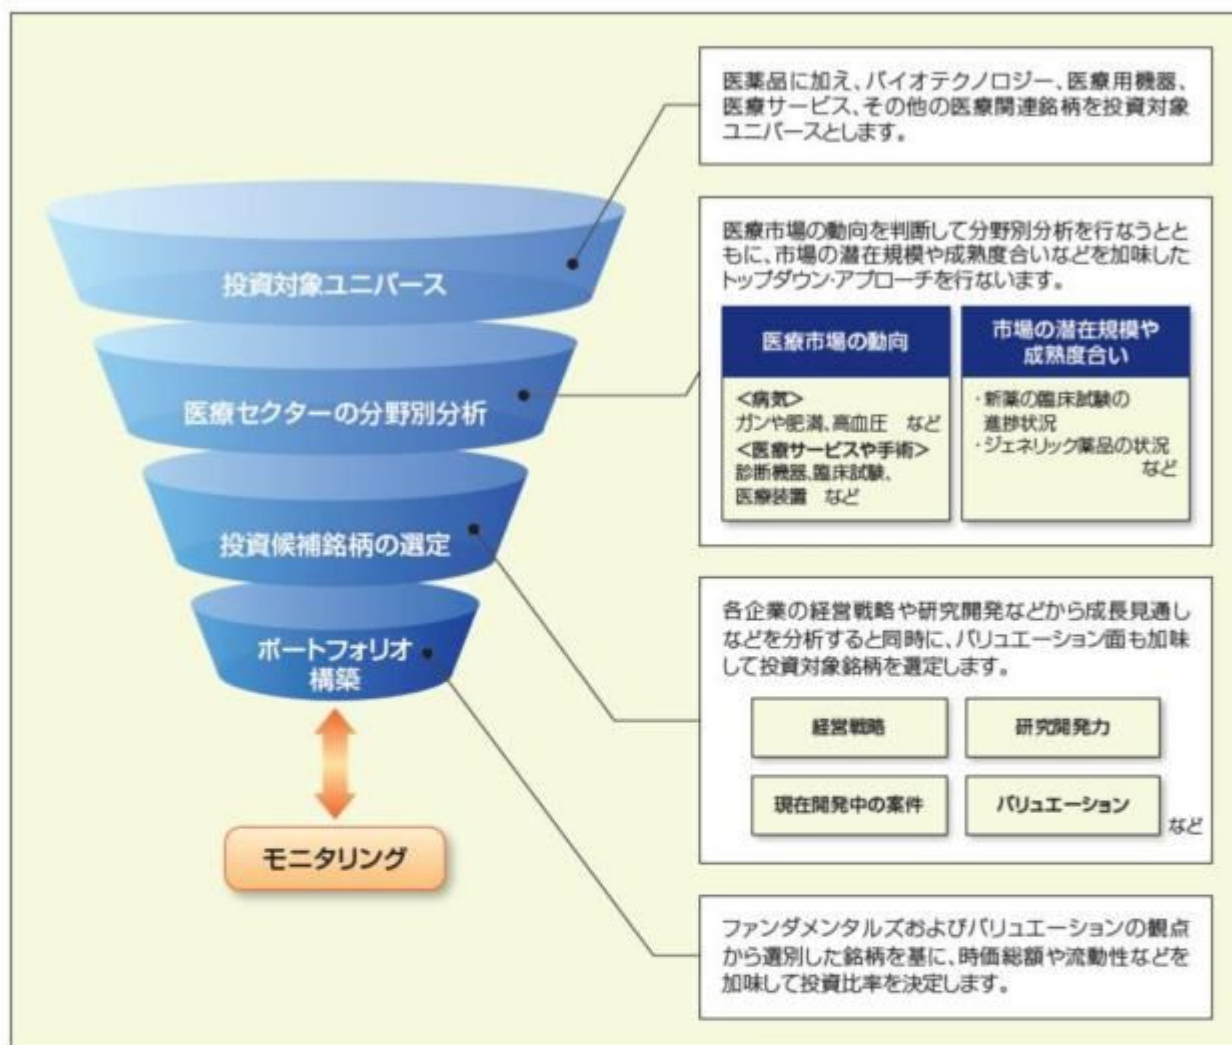 医薬品に加え、バイオテクノロジー、医療用機器、
医療サービス、その他の医療関連銘柄を投資対象
ユニバースとします。
投資対象ユニバース
医療市場の動向を判断して分野別分析を行なうとと
もに、市場の潜在規模や成熟度合いなどを加味した
トップダウン・アプローチを行ないます。
医療市場の動向
<病気>
ガンや肥満、高血圧 など
<医療サービスや手術>
診断機器、臨床試験、
医療装置 など
市場の潜在規模や
成熟度合い
・新薬の臨床試験の
進捗状況
・ジェネリック薬品の状況
など
医療セクターの分野別分析
投資候補銘柄の選定
各企業の経営戦略や研究開発などから成長見通し
などを分析すると同時に、バリュエーション面も加味
して投資対象銘柄を選定します。
経営戦略
研究開発力
現在開発中の案件
バリュエーション
など
ポートフォリオ
構築
モニタリング
ファンダメンタルズおよびバリュエーションの観点
から選別した銘柄を基に、時価総額や流動性などを
加味して投資比率を決定します。